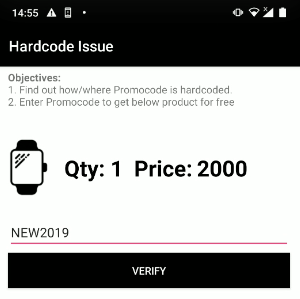 14:55
Hardcode Issue
Objectives:
1. Find out how/where Promocode is hardcoded.
2. Enter Promocode to get below product for free
Qty: 1 Price: 2000
NEW2019
VERIFY